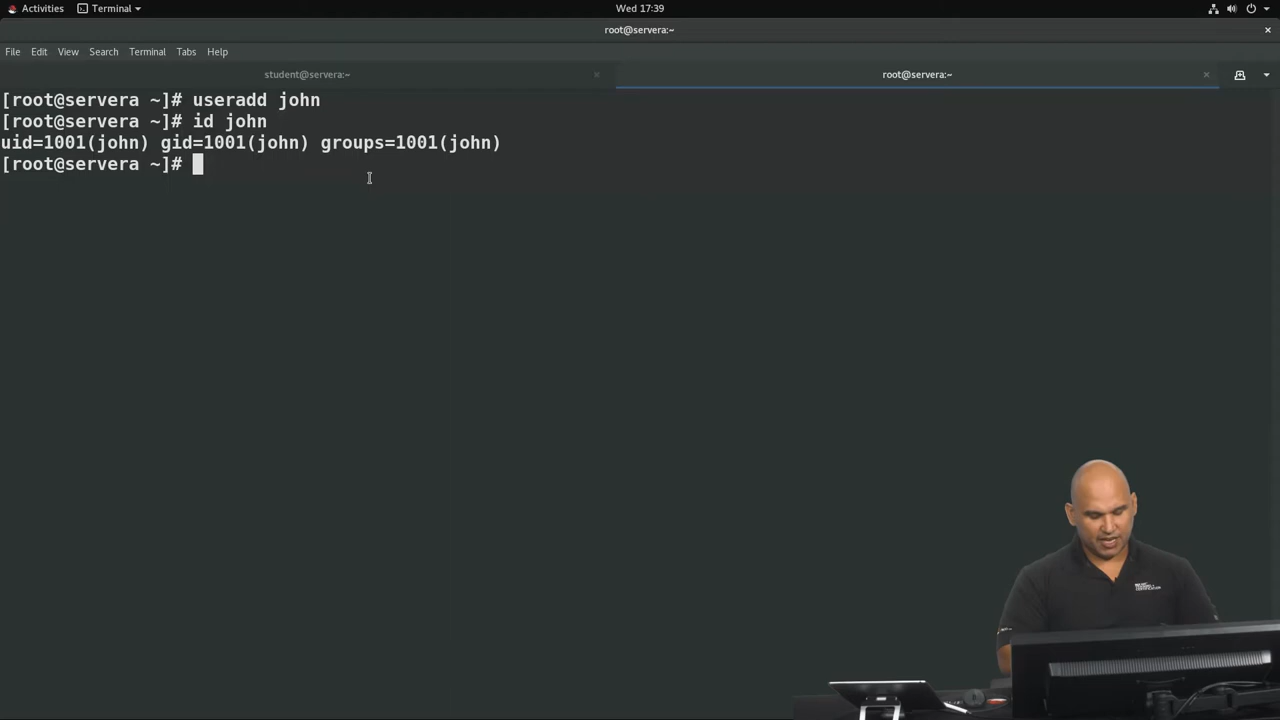 Activities Terminal Wed 17:39
root@servera:~
File Edit View Search Terminal Tabs Help
student@servera:~ root@servera:~
[root@servera ~]# useradd john
[root@servera ~]# id john
uid=1001(john) gid=1001(john) groups=1001(john)
[root@servera ~]#